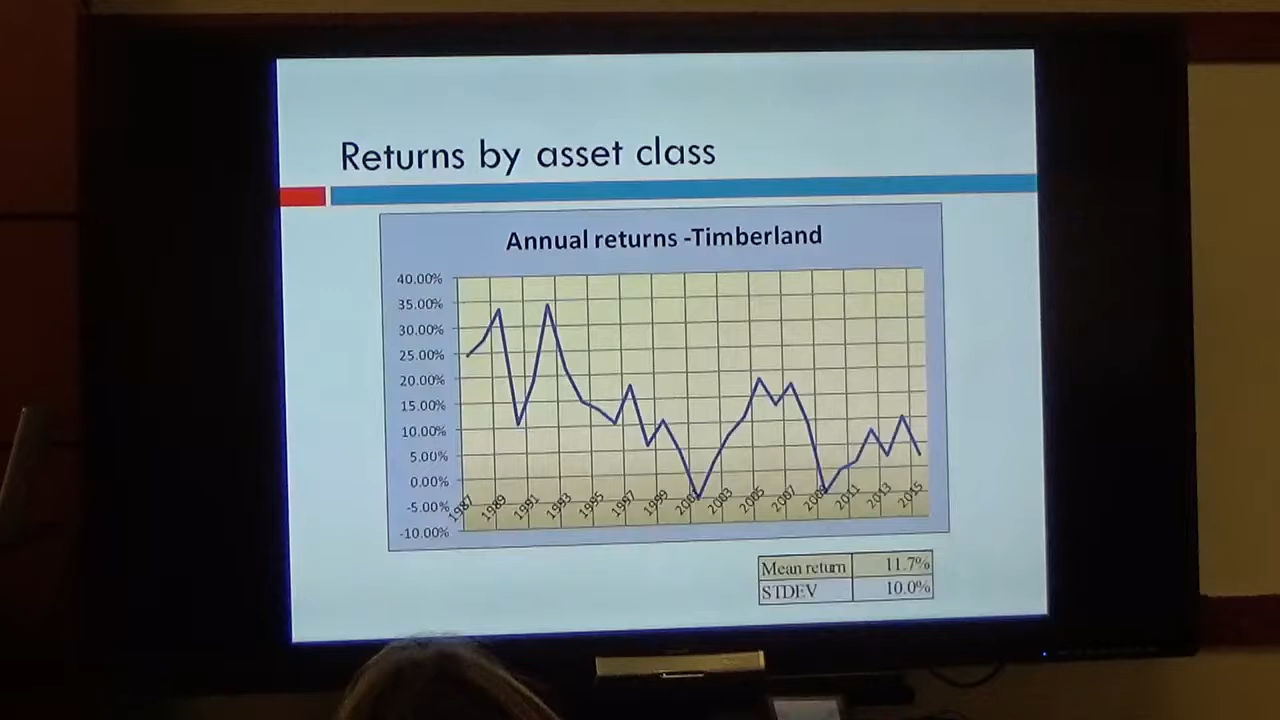 Returns by asset class
Annual returns -Timberland
40.00%
35.00%
30.00%
25.00%
20.00%
15.00%
10.00%
5.00%
0.00%
-5.00%
-10.00%
1987 1989 1991 1993 1995 1997 1999 2001 2003 2005 2007 2009 2011 2013 2015
Mean return 11.7%
STDEV 10.0%